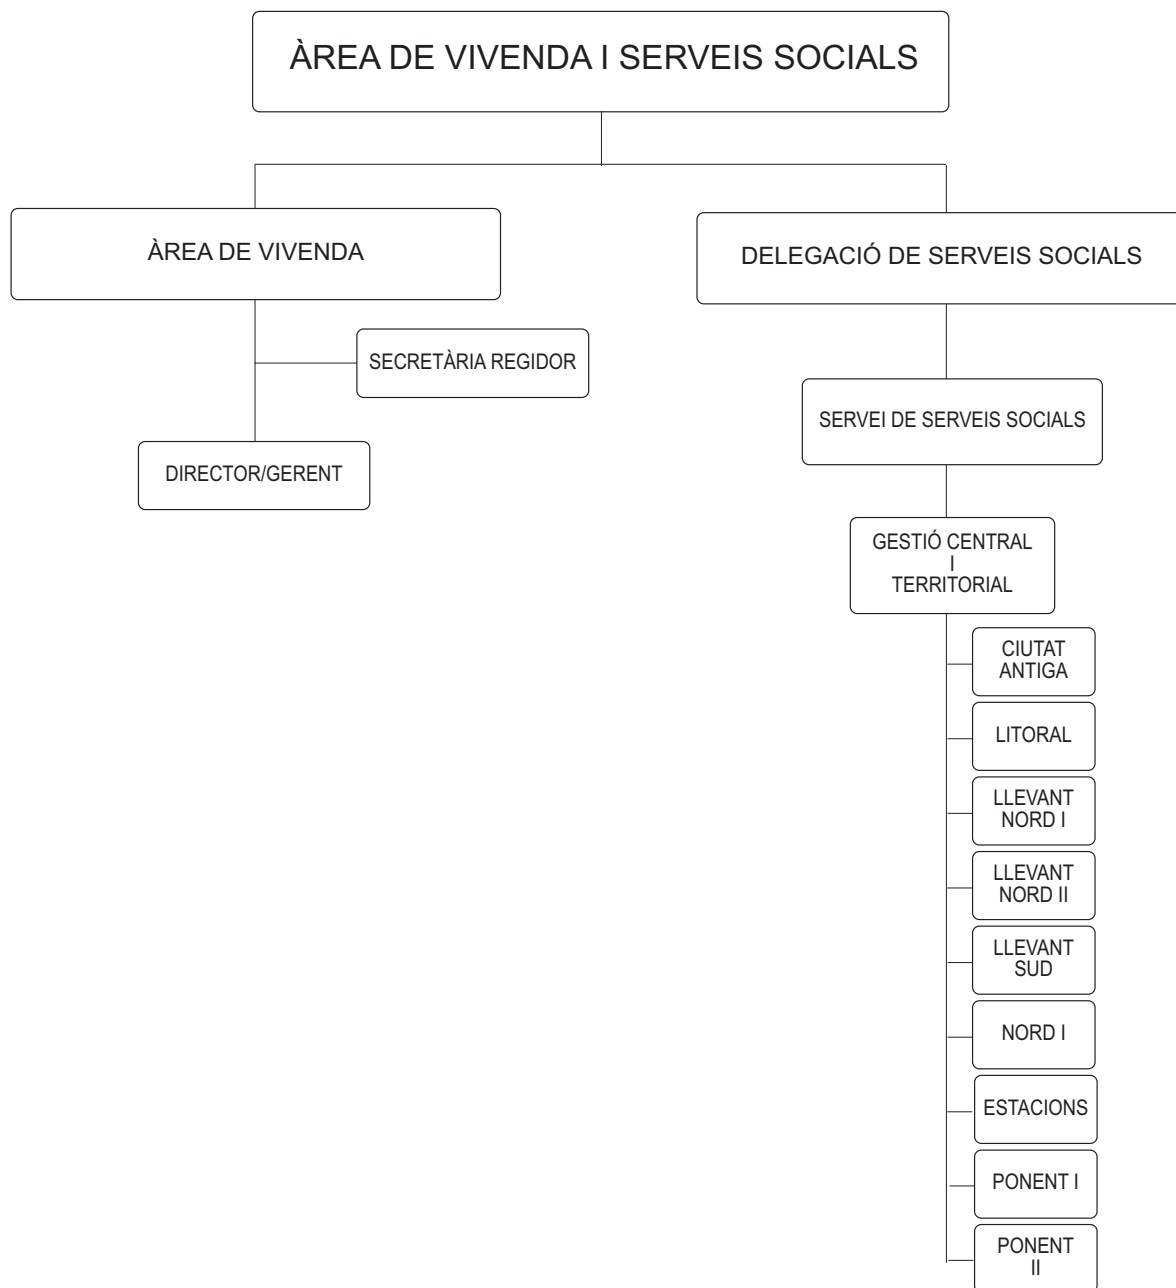 ÀREA DE VIVENDA I SERVEIS SOCIALS
ÀREA DE VIVENDA
DELEGACIÓ DE SERVEIS SOCIALS
SECRETÀRIA REGIDOR
SERVEI DE SERVEIS SOCIALS
DIRECTOR/GERENT
GESTIÓ CENTRAL
I
TERRITORIAL
CIUTAT
ANTIGA
LITORAL
LLEVANT
NORD I
LLEVANT
NORD II
LLEVANT
SUD
NORD I
ESTACIONS
PONENT I
PONENT
II